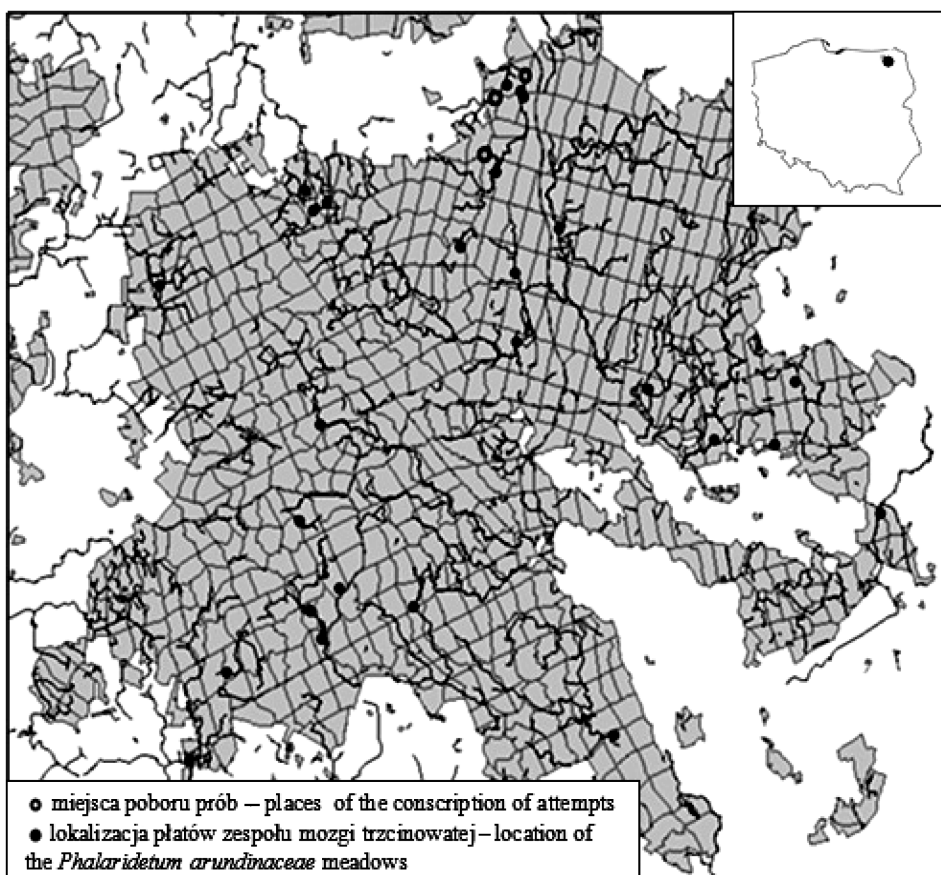 miejsca poboru prób – places of the conscription of attempts
lokalizacja płatów zespołu mozgi trzcinowatej – location of
the Phalaridetum arundinaceae meadows